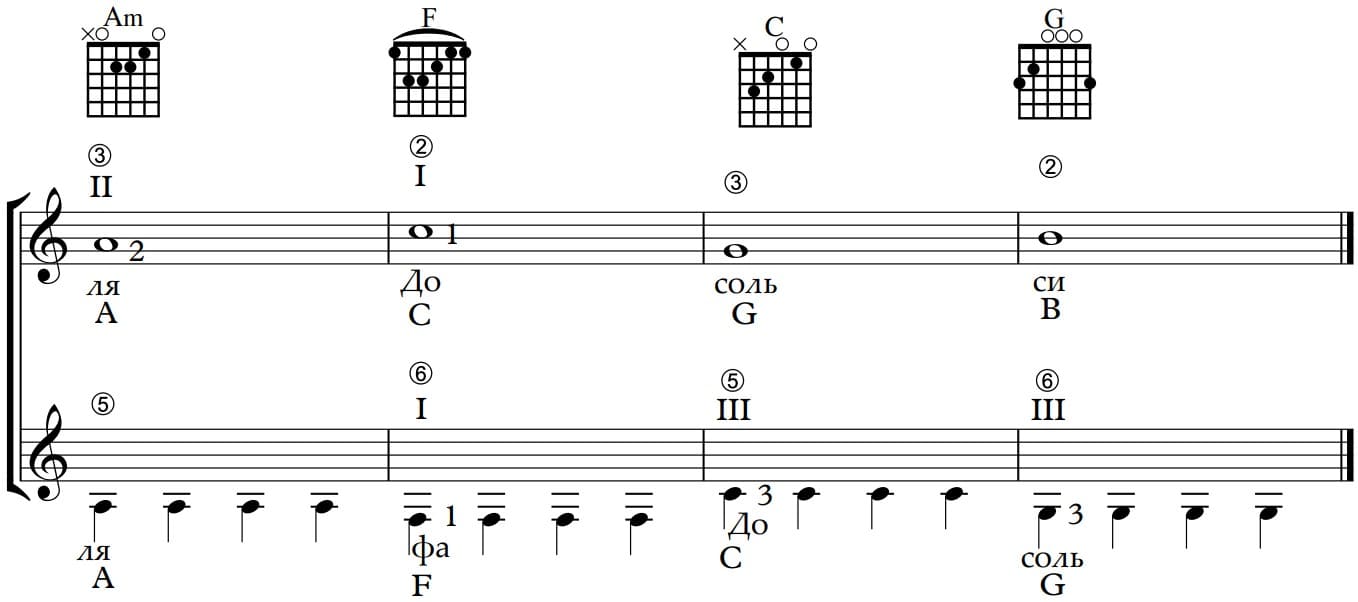 Am F C G
③ ② ③ ②
II I
2 1
ля До соль си
A C G B
⑤ ⑥ ⑤ ⑥
I III III
1 3 3
ля фа До соль
A F C G